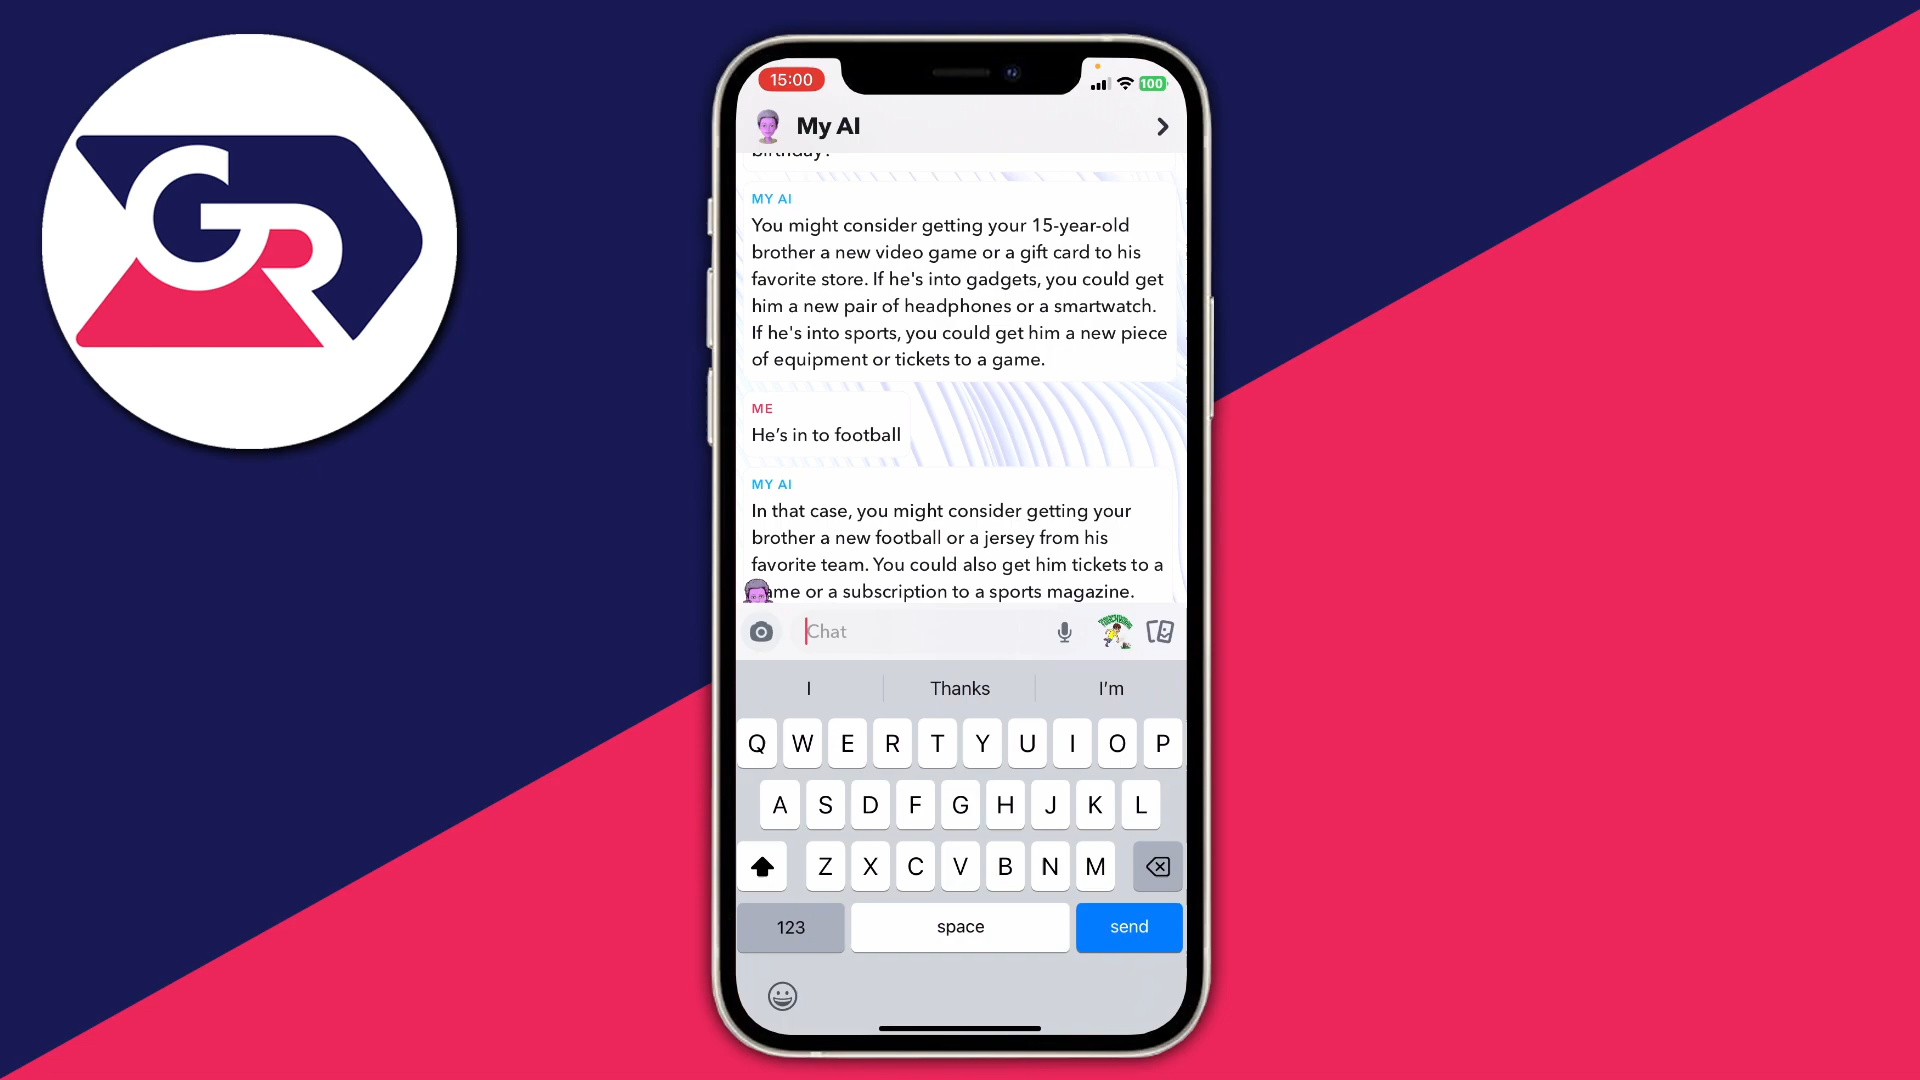 GR
15:00
100
My AI
birthday?
MY AI
You might consider getting your 15-year-old
brother a new video game or a gift card to his
favorite store. If he's into gadgets, you could get
him a new pair of headphones or a smartwatch.
If he's into sports, you could get him a new piece
of equipment or tickets to a game.
ME
He's in to football
MY AI
In that case, you might consider getting your
brother a new football or a jersey from his
favorite team. You could also get him tickets to a
game or a subscription to a sports magazine.
Chat
I Thanks I'm
Q W E R T Y U I O P
A S D F G H J K L
Z X C V B N M
123 space send